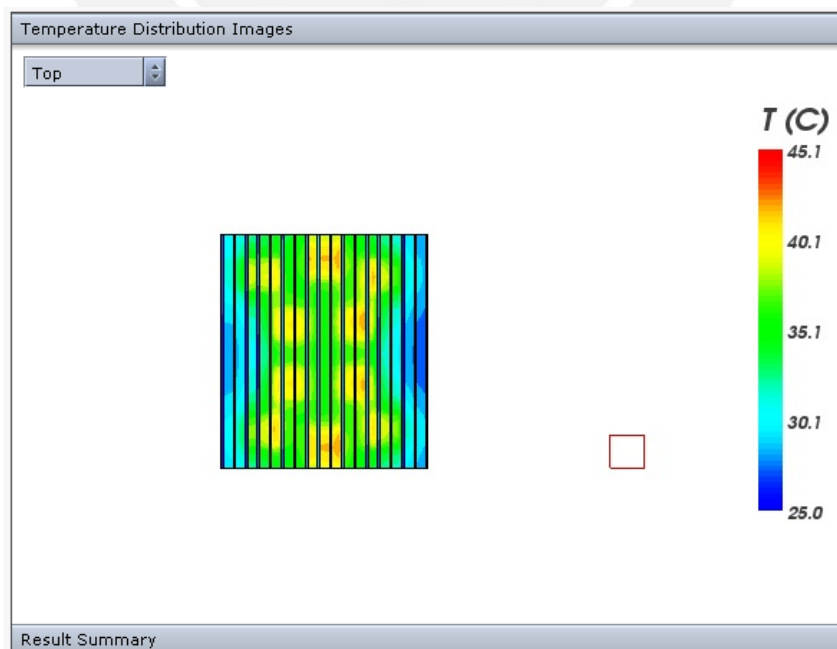 Temperature Distribution Images
Top
T (C)
45.1
40.1
35.1
30.1
25.0
Result Summary